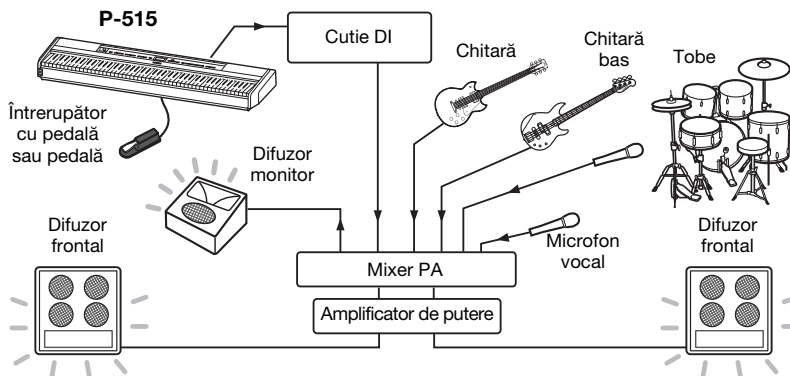 P-515
Cutie DI
Chitară
Chitară
bas
Tobe
Întrerupător
cu pedală
sau pedală
Difuzor
monitor
Difuzor
frontal
Microfon
vocal
Difuzor
frontal
Mixer PA
Amplificator de putere